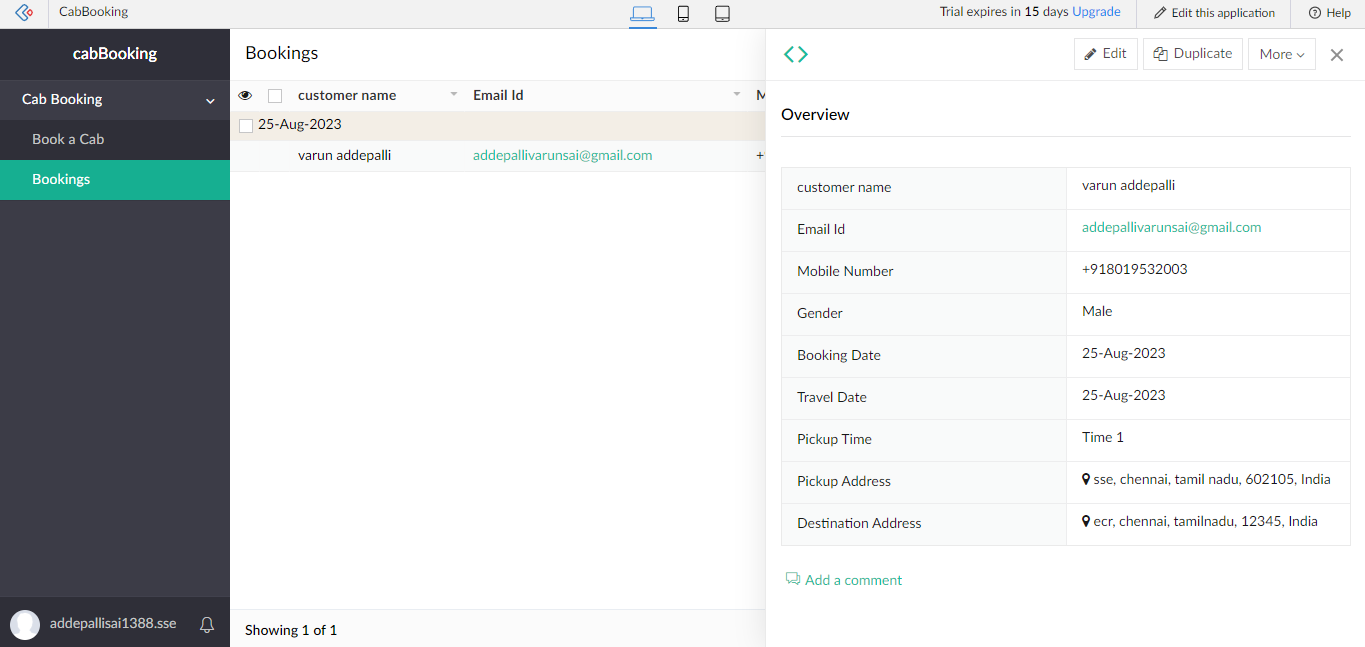 CabBooking
Trial expires in 15 days Upgrade
Edit this application
Help
cabBooking
Cab Booking
Book a Cab
Bookings
addepallisai1388.sse
Bookings
customer name Email Id M
25-Aug-2023
varun addepalli addepallivarunsai@gmail.com +
Showing 1 of 1
Edit Duplicate More
Overview
customer name varun addepalli
Email Id addepallivarunsai@gmail.com
Mobile Number +918019532003
Gender Male
Booking Date 25-Aug-2023
Travel Date 25-Aug-2023
Pickup Time Time 1
Pickup Address sse, chennai, tamil nadu, 602105, India
Destination Address ecr, chennai, tamilnadu, 12345, India
Add a comment